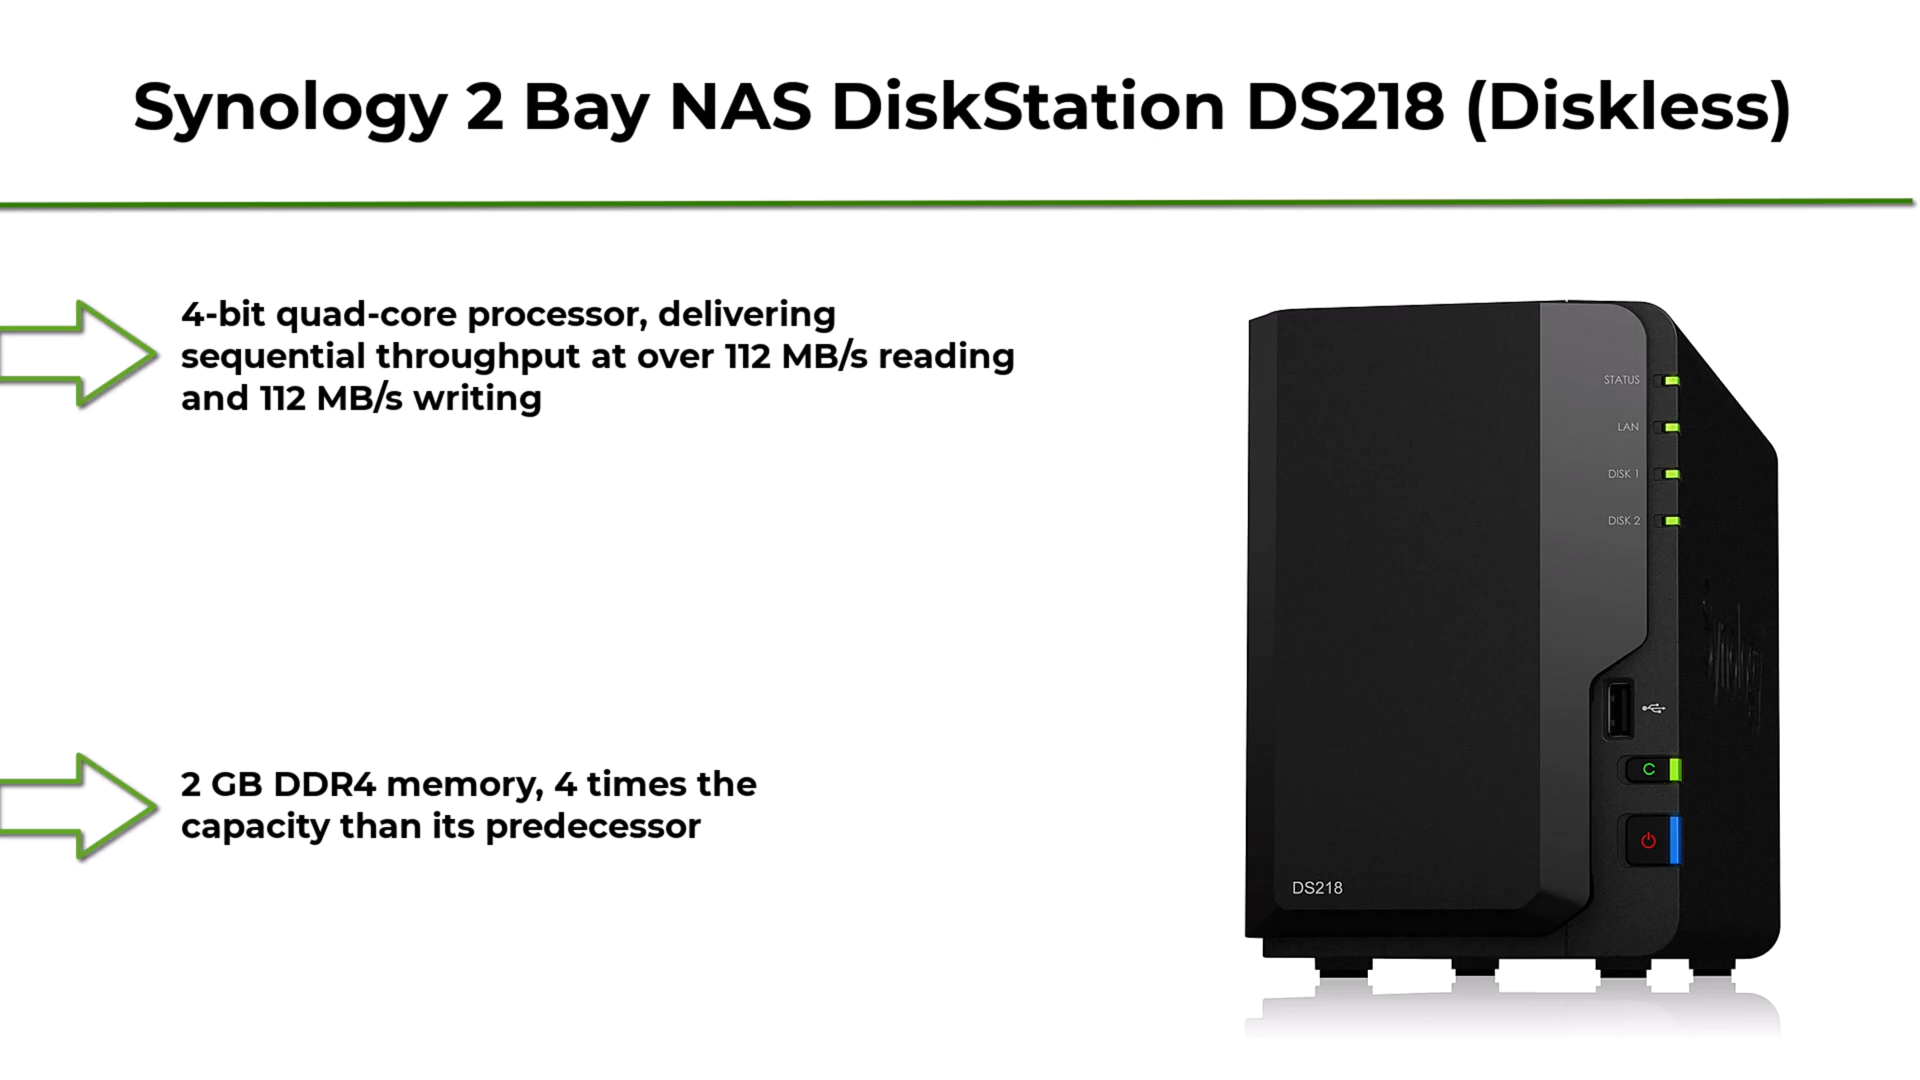 Synology 2 Bay NAS DiskStation DS218 (Diskless)
4-bit quad-core processor, delivering
sequential throughput at over 112 MB/s reading
and 112 MB/s writing
STATUS
LAN
DISK 1
DISK 2
C
2 GB DDR4 memory, 4 times the
capacity than its predecessor
DS218